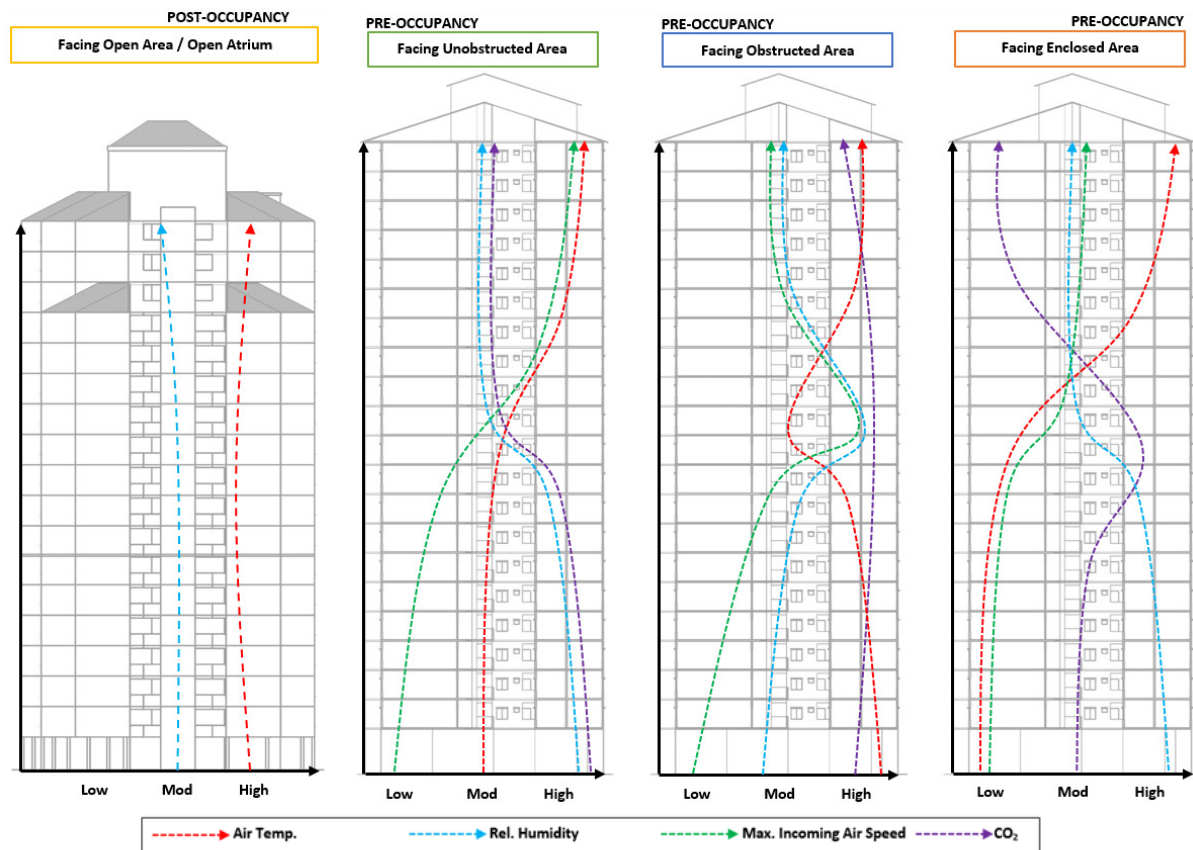 POST-OCCUPANCY
Facing Open Area / Open Atrium
PRE-OCCUPANCY
Facing Unobstructed Area
PRE-OCCUPANCY
Facing Obstructed Area
PRE-OCCUPANCY
Facing Enclosed Area
Low Mod High
Low Mod High
Low Mod High
Low Mod High
Air Temp. Rel. Humidity Max. Incoming Air Speed CO₂